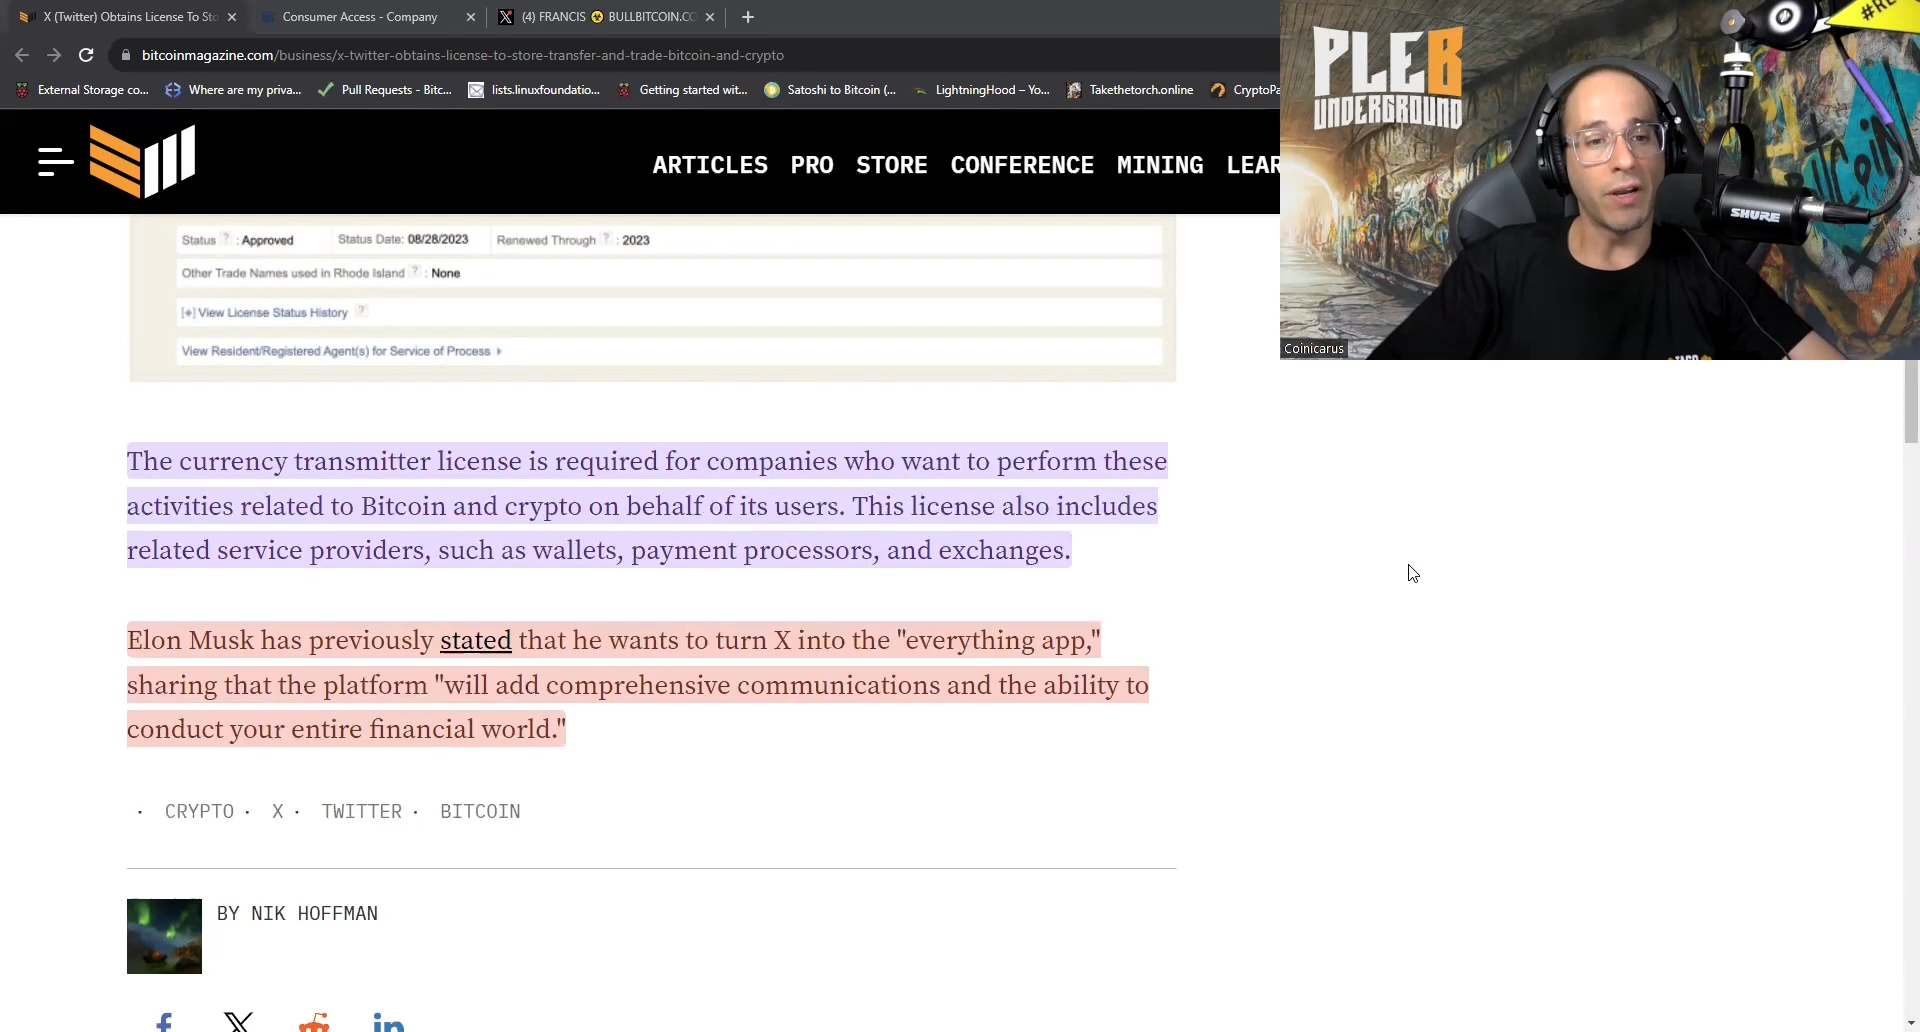 X (Twitter) Obtains License To Sto
Consumer Access - Company
(4) FRANCIS ☣ BULLBITCOIN.CO
bitcoinmagazine.com/business/x-twitter-obtains-license-to-store-transfer-and-trade-bitcoin-and-crypto
External Storage co...
Where are my priva...
Pull Requests - Bitc...
lists.linuxfoundatio...
Getting started wit...
Satoshi to Bitcoin (...
LightningHood – Yo...
Takethetorch.online
CryptoPa
PLEB
UNDERGROUND
ARTICLES PRO STORE CONFERENCE MINING LEAR
SHURE
Coinicarus
Status ? : Approved
Status Date: 08/28/2023
Renewed Through ? : 2023
Other Trade Names used in Rhode Island ? : None
[+] View License Status History ?
View Resident/Registered Agent(s) for Service of Process
The currency transmitter license is required for companies who want to perform these
activities related to Bitcoin and crypto on behalf of its users. This license also includes
related service providers, such as wallets, payment processors, and exchanges.
Elon Musk has previously stated that he wants to turn X into the "everything app,"
sharing that the platform "will add comprehensive communications and the ability to
conduct your entire financial world."
· CRYPTO · X · TWITTER · BITCOIN
BY NIK HOFFMAN